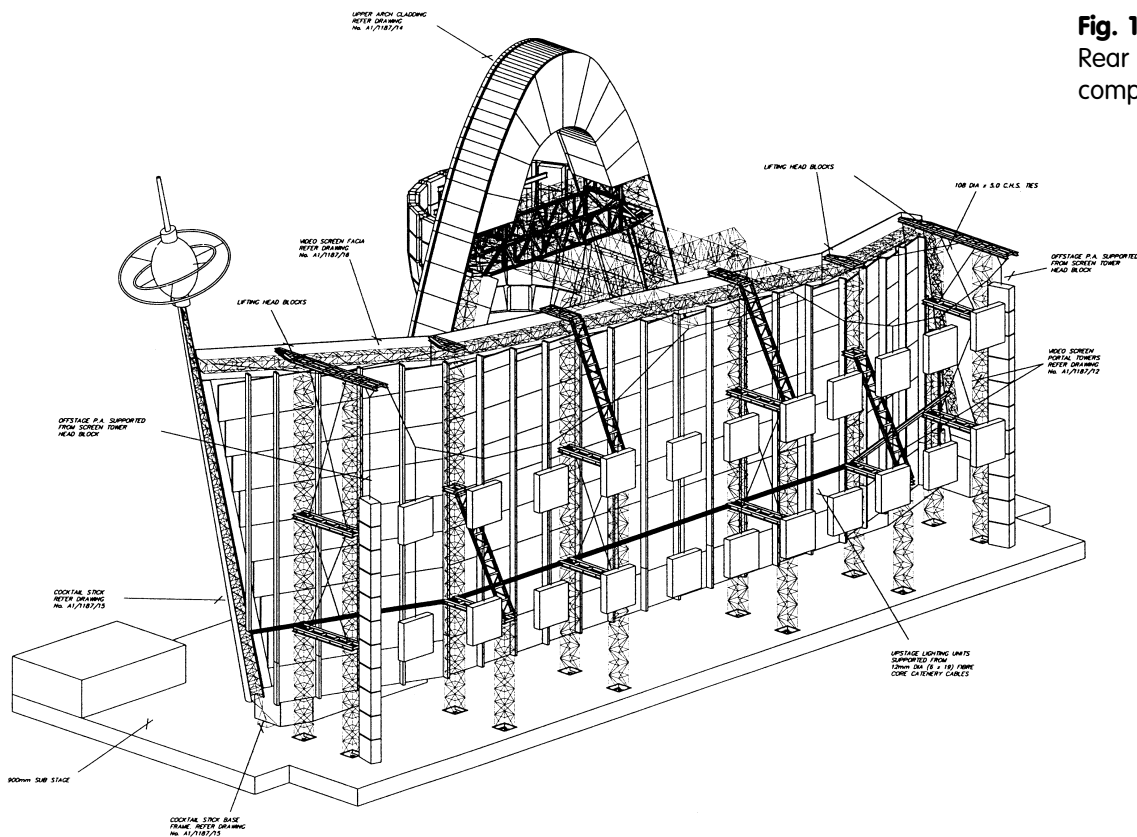 UPPER ARCH CLADDING
REFER DRAWING
No. A1/1187/14
Fig. 1
Rear
comp
LIFTING HEAD BLOCKS
108 DIA x 5.0 C.H.S. TIES
VIDEO SCREEN FACIA
REFER DRAWING
No. A1/1187/16
OFFSTAGE P.A. SUPPORTED
FROM SCREEN TOWER
HEAD BLOCK
LIFTING HEAD BLOCKS
VIDEO SCREEN
PORTAL TOWERS
REFER DRAWING
No. A1/1187/12
OFFSTAGE P.A. SUPPORTED
FROM SCREEN TOWER
HEAD BLOCK
COCKTAIL STICK
REFER DRAWING
No. A1/1187/15
UPSTAGE LIGHTING UNITS
SUPPORTED FROM
12mm DIA (6 x 19) FIBRE
CORE CATENERY CABLES
900mm SUB STAGE
COCKTAIL STICK BASE
FRAME. REFER DRAWING
No. A1/1187/15